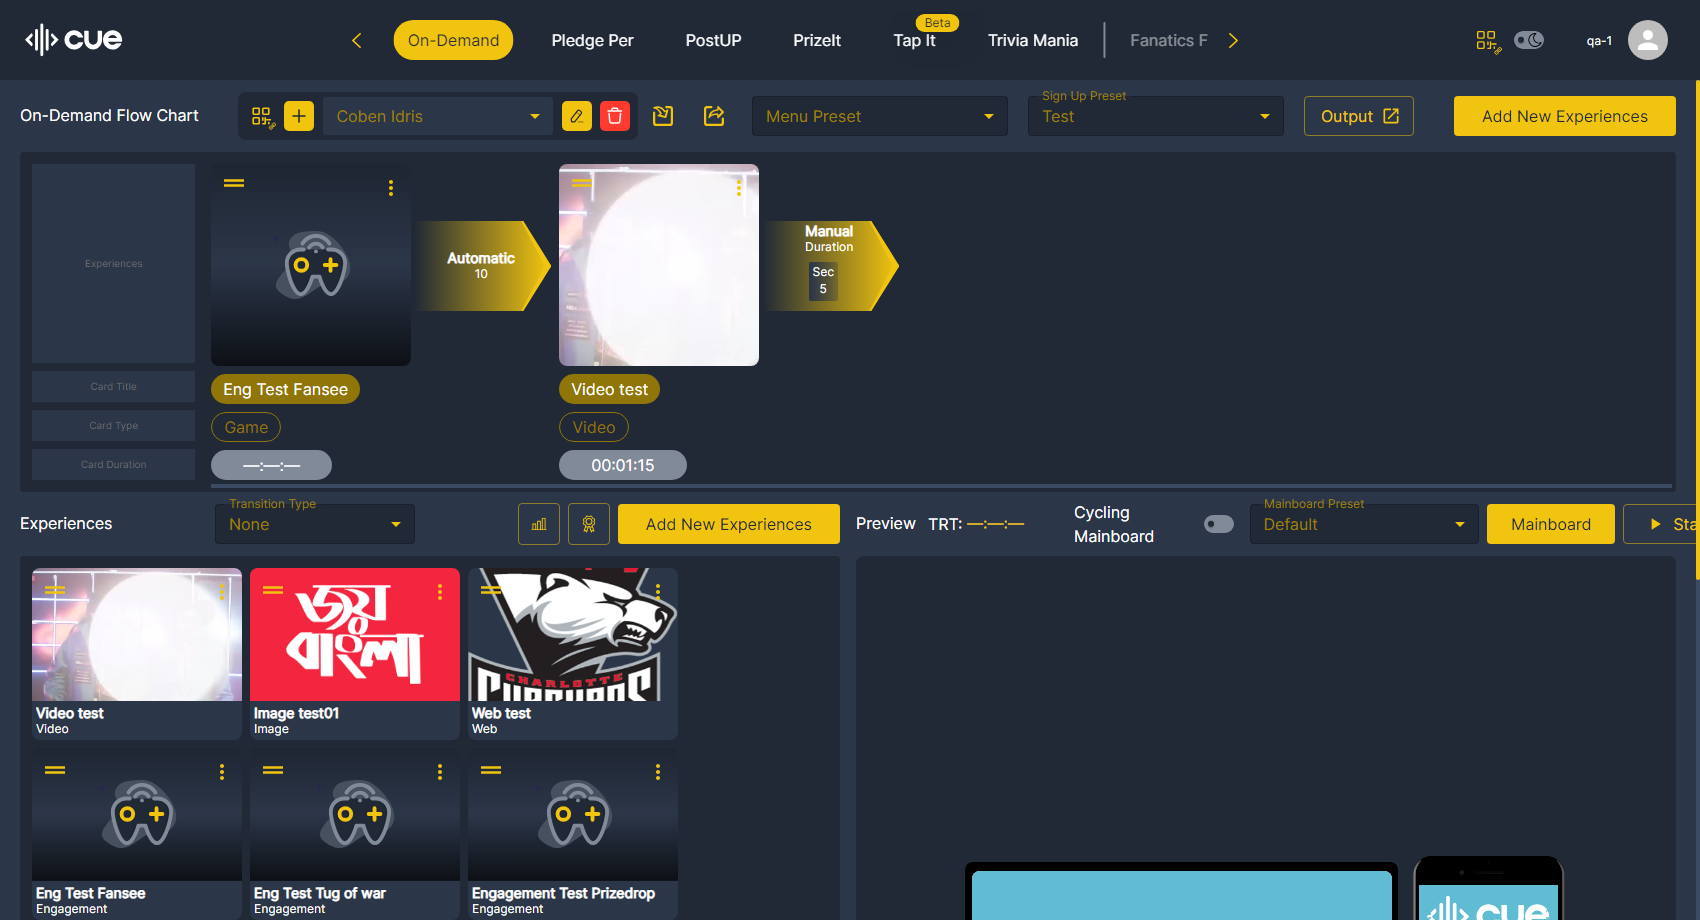 cue
On-Demand
Pledge Per
PostUP
PrizeIt
Beta
Tap It
Trivia Mania
Fanatics F
qa-1
On-Demand Flow Chart
Coben Idris
Menu Preset
Sign Up Preset
Test
Output
Add New Experiences
Experiences
Card Title
Card Type
Card Duration
Automatic
10
Manual
Duration
Sec
5
Eng Test Fansee
Game
—:—:—
Video test
Video
00:01:15
Experiences
Transition Type
None
Add New Experiences
Preview
TRT: —:—:—
Cycling
Mainboard
Mainboard Preset
Default
Mainboard
Sta
জয়
বাংলা
CHARLOTTE
Video test
Video
Image test01
Image
Web test
Web
Eng Test Fansee
Engagement
Eng Test Tug of war
Engagement
Engagement Test Prizedrop
Engagement
cue